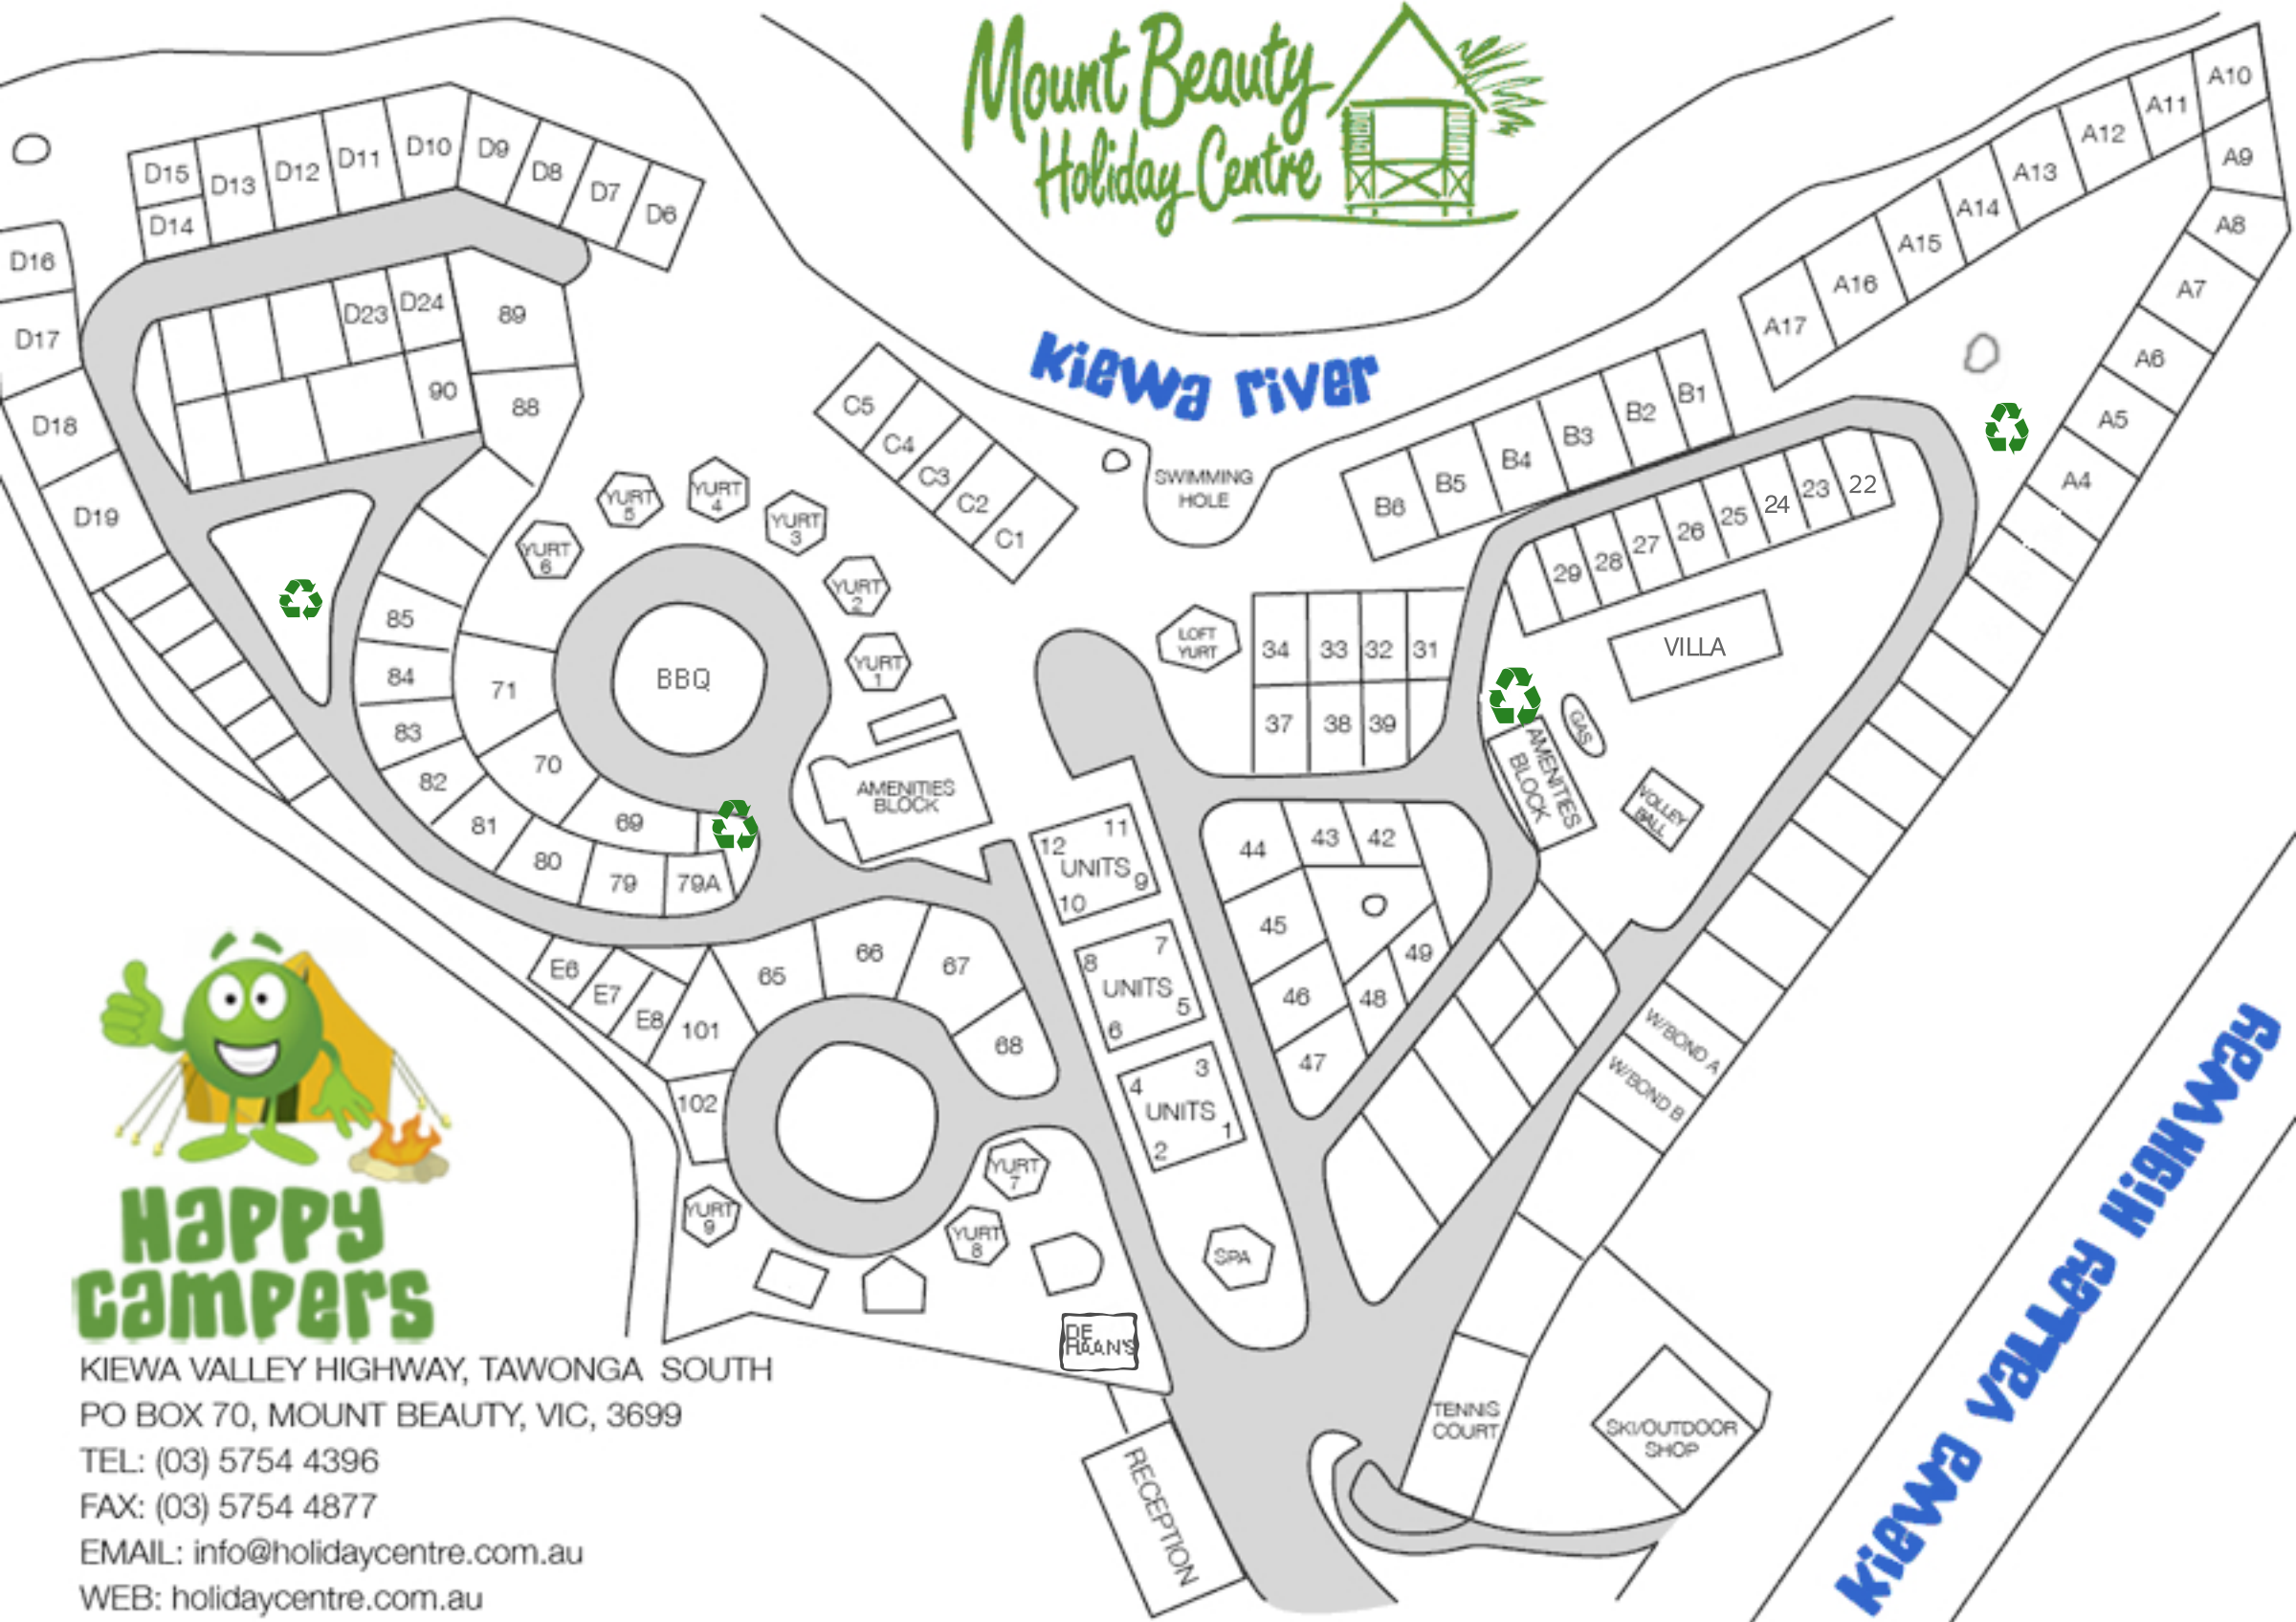 Mount Beauty
Holiday Centre
Kiewa River
D15
D14
D13
D12
D11
D10
D9
D8
D7
D6
D16
D17
D18
D19
D23
D24
89
90
88
85
84
83
82
81
80
79
79A
71
70
69
BBQ
YURT
6
YURT
5
YURT
4
YURT
3
YURT
2
YURT
1
C5
C4
C3
C2
C1
SWIMMING
HOLE
B6
B5
B4
B3
B2
B1
A17
A16
A15
A14
A13
A12
A11
A10
A9
A8
A7
A6
A5
A4
29
28
27
26
25
24
23
22
VILLA
LOFT
YURT
34
33
32
31
37
38
39
GAS
AMENITIES
BLOCK
VOLLEY
BALL
AMENITIES
BLOCK
12
11
UNITS
10
9
8
7
UNITS
6
5
4
3
UNITS
2
1
44
43
42
45
46
47
48
49
E6
E7
E8
101
102
65
66
67
68
YURT
7
YURT
8
YURT
9
SPA
W/BOND A
W/BOND B
DE
HAAN'S
RECEPTION
TENNIS
COURT
SKI/OUTDOOR
SHOP
Kiewa Valley Highway
Happy
Campers
KIEWA VALLEY HIGHWAY, TAWONGA SOUTH
PO BOX 70, MOUNT BEAUTY, VIC, 3699
TEL: (03) 5754 4396
FAX: (03) 5754 4877
EMAIL: info@holidaycentre.com.au
WEB: holidaycentre.com.au